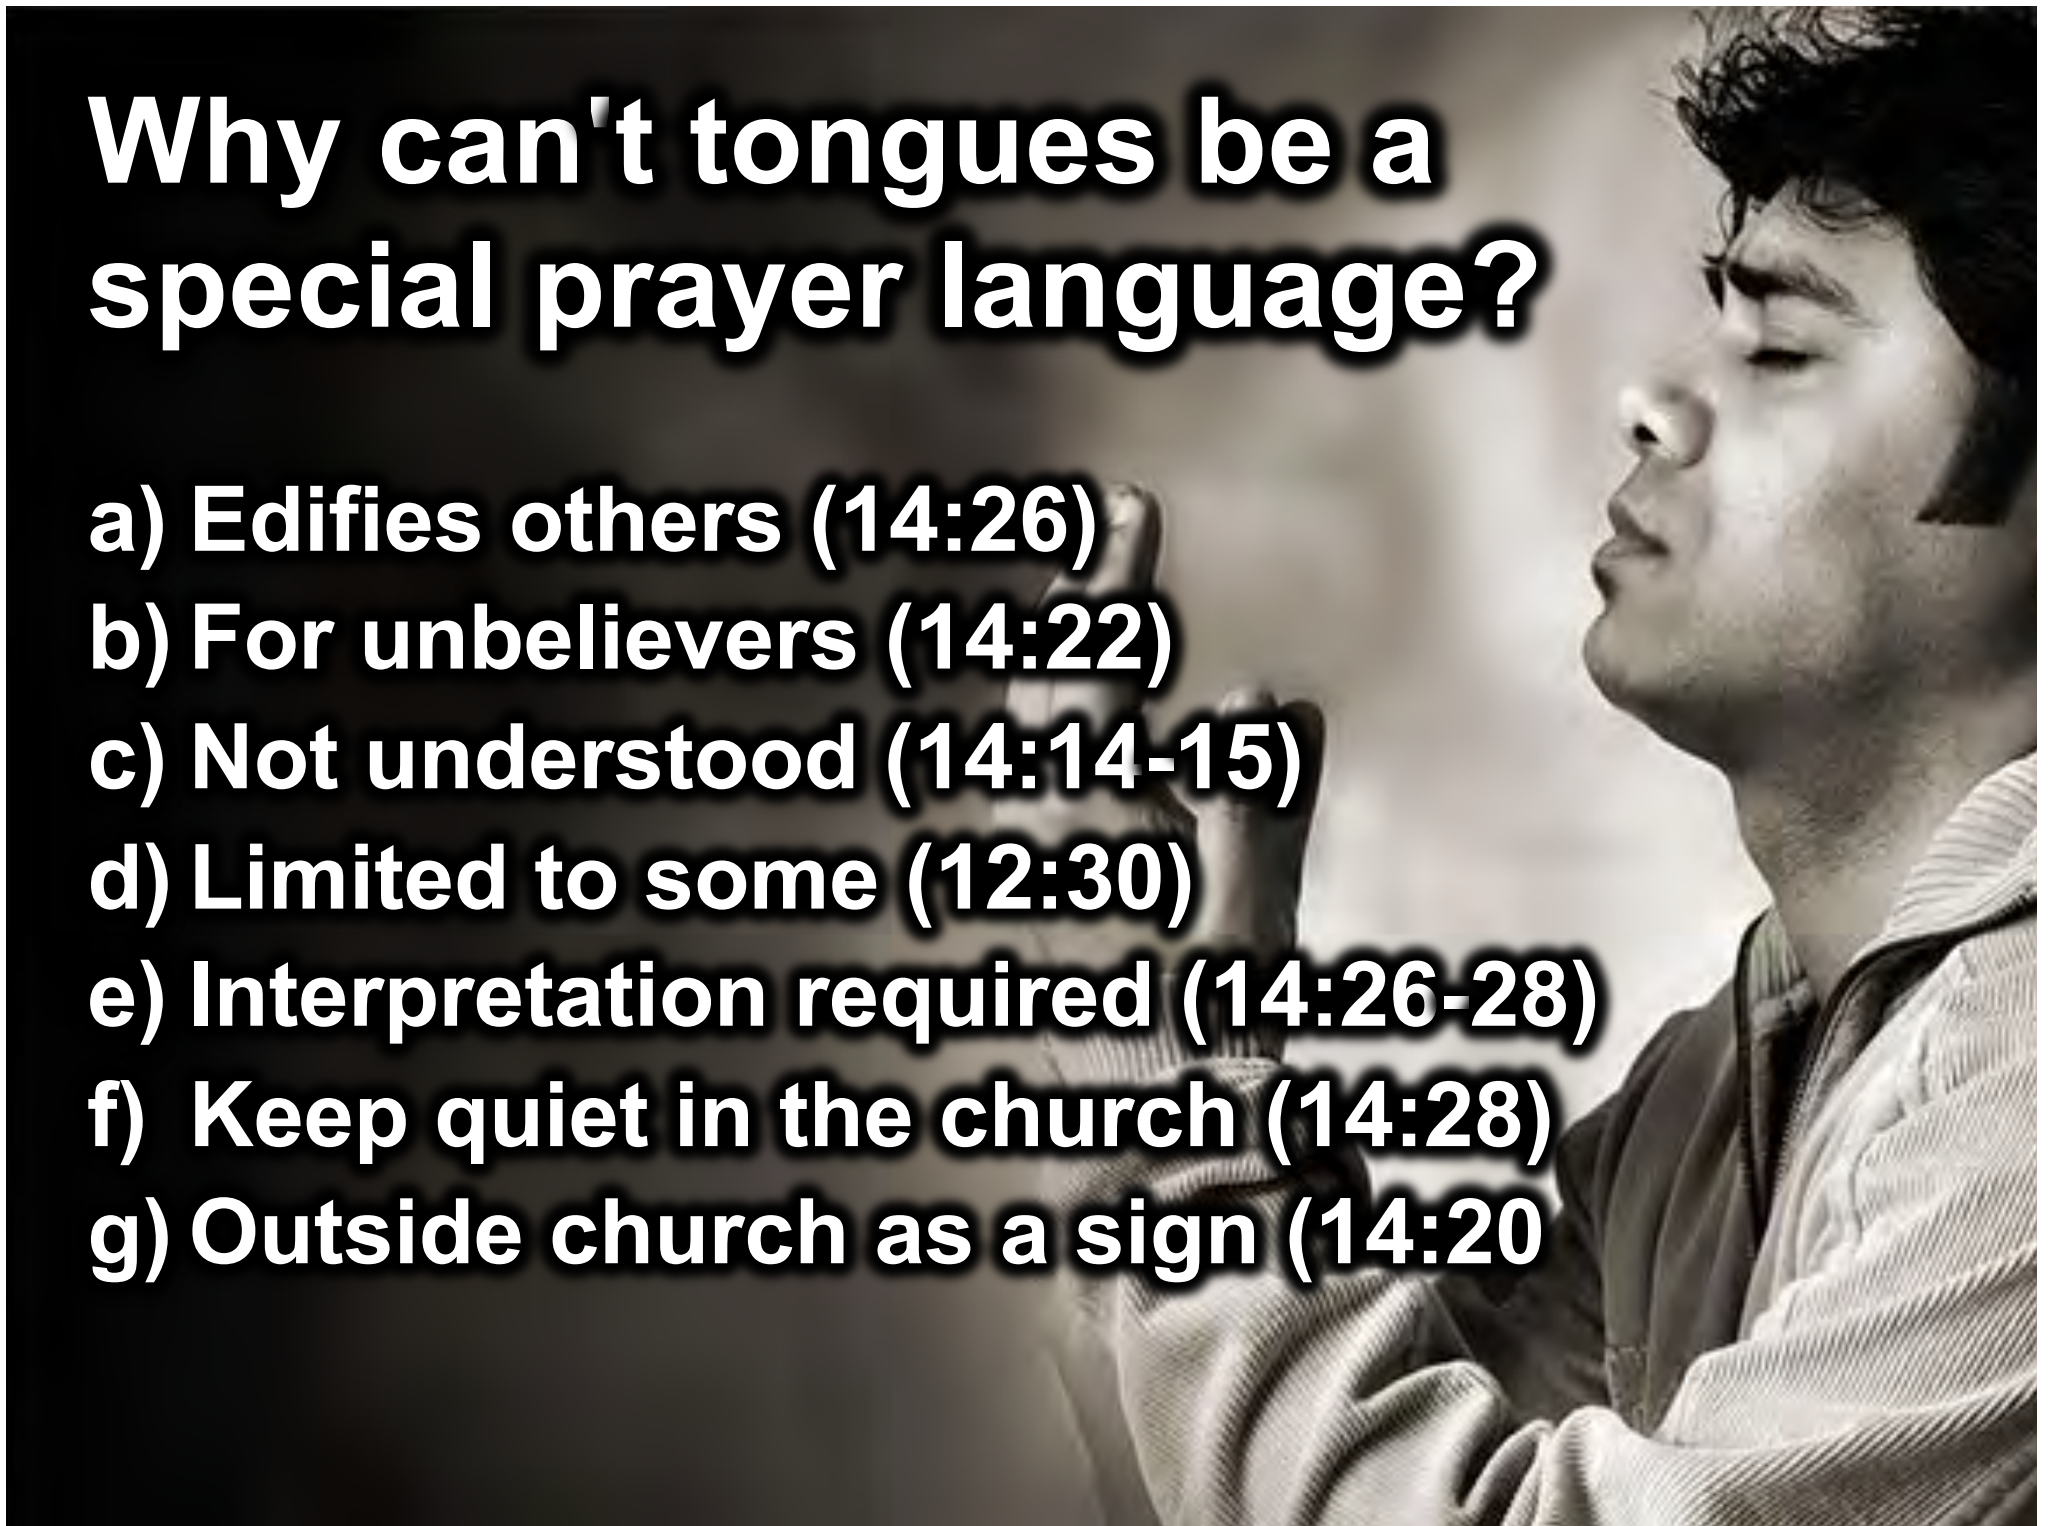 Why can't tongues be a
special prayer language?
a) Edifies others (14:26)
b) For unbelievers (14:22)
c) Not understood (14:14-15)
d) Limited to some (12:30)
e) Interpretation required (14:26-28)
f) Keep quiet in the church (14:28)
g) Outside church as a sign (14:20